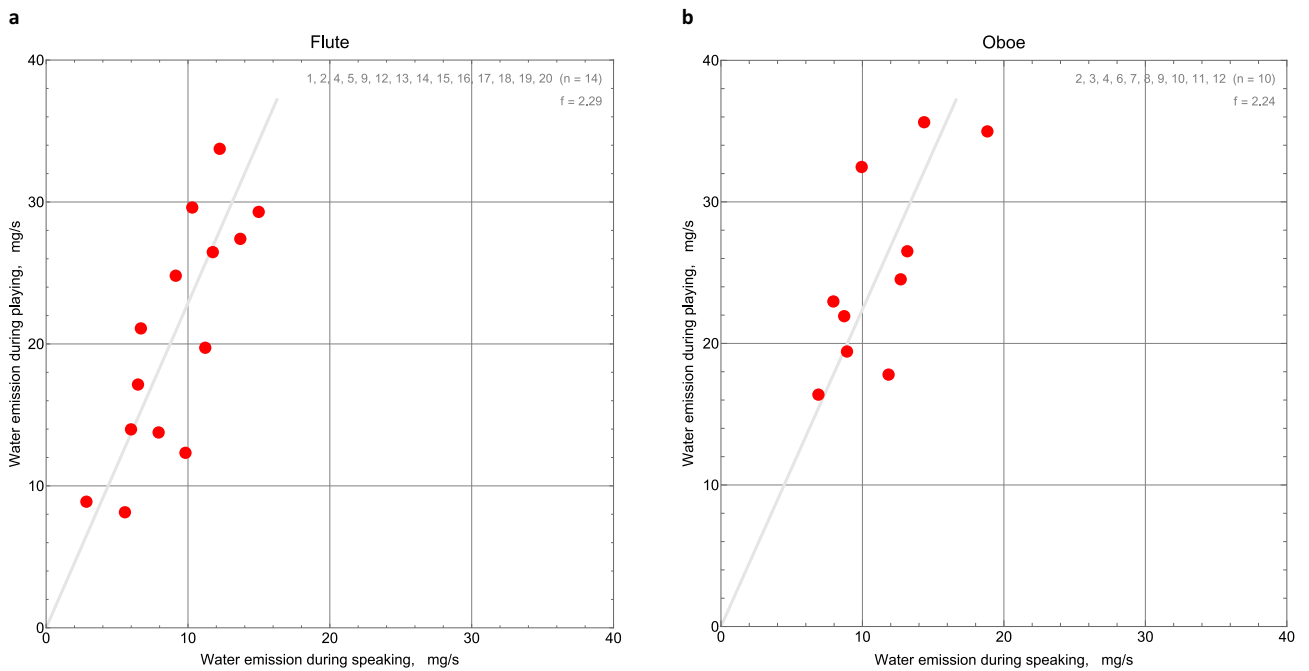 a
Flute
1, 2, 4, 5, 9, 12, 13, 14, 15, 16, 17, 18, 19, 20 (n = 14)
f = 2.29
40
30
20
10
0
Water emission during playing, mg/s
0 10 20 30 40
Water emission during speaking, mg/s
b
Oboe
2, 3, 4, 6, 7, 8, 9, 10, 11, 12 (n = 10)
f = 2.24
40
30
20
10
0
Water emission during playing, mg/s
0 10 20 30 40
Water emission during speaking, mg/s